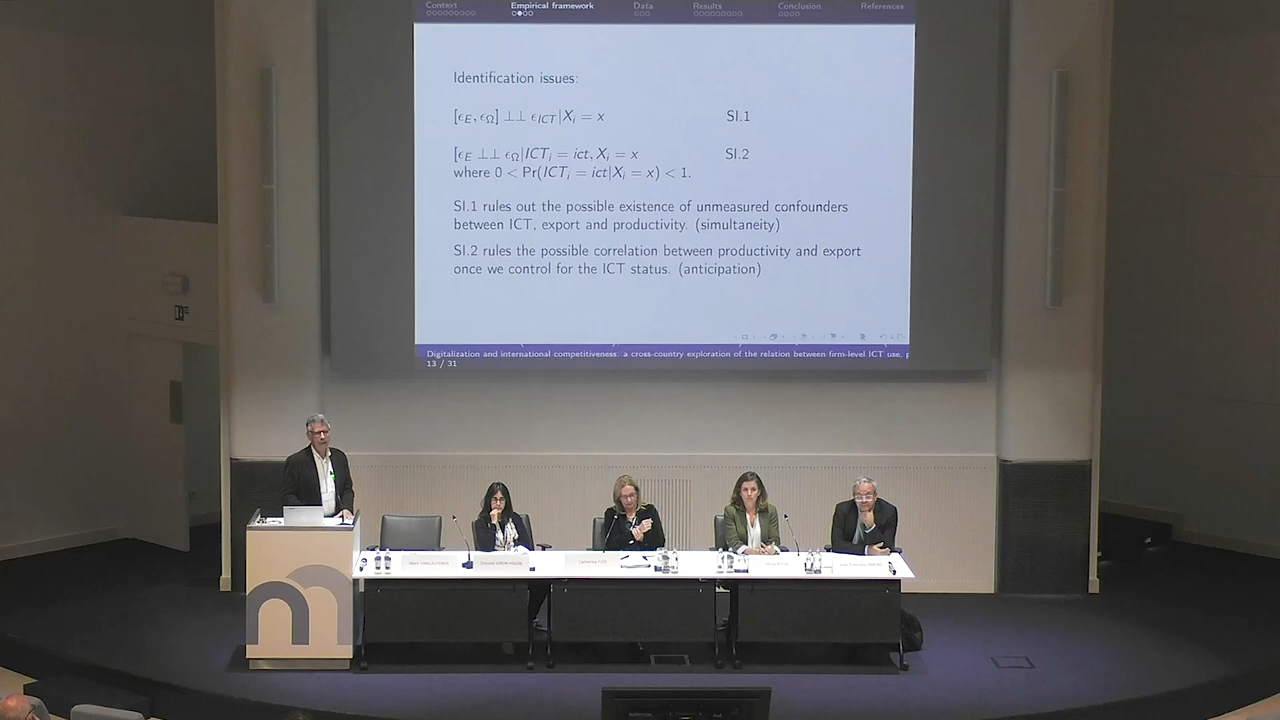 Context Empirical framework Data Results Conclusion References
Identification issues:
[ϵ_E, ϵ_Ω] ⊥⊥ ϵ_ICT|X_i = x SI.1
[ϵ_E ⊥⊥ ϵ_Ω|ICT_i = ict, X_i = x SI.2
where 0 < Pr(ICT_i = ict|X_i = x) < 1.
SI.1 rules out the possible existence of unmeasured confounders
between ICT, export and productivity. (simultaneity)
SI.2 rules the possible correlation between productivity and export
once we control for the ICT status. (anticipation)
Digitalization and international competitiveness: a cross-country exploration of the relation between firm-level ICT use, p
13 / 31
Catherine